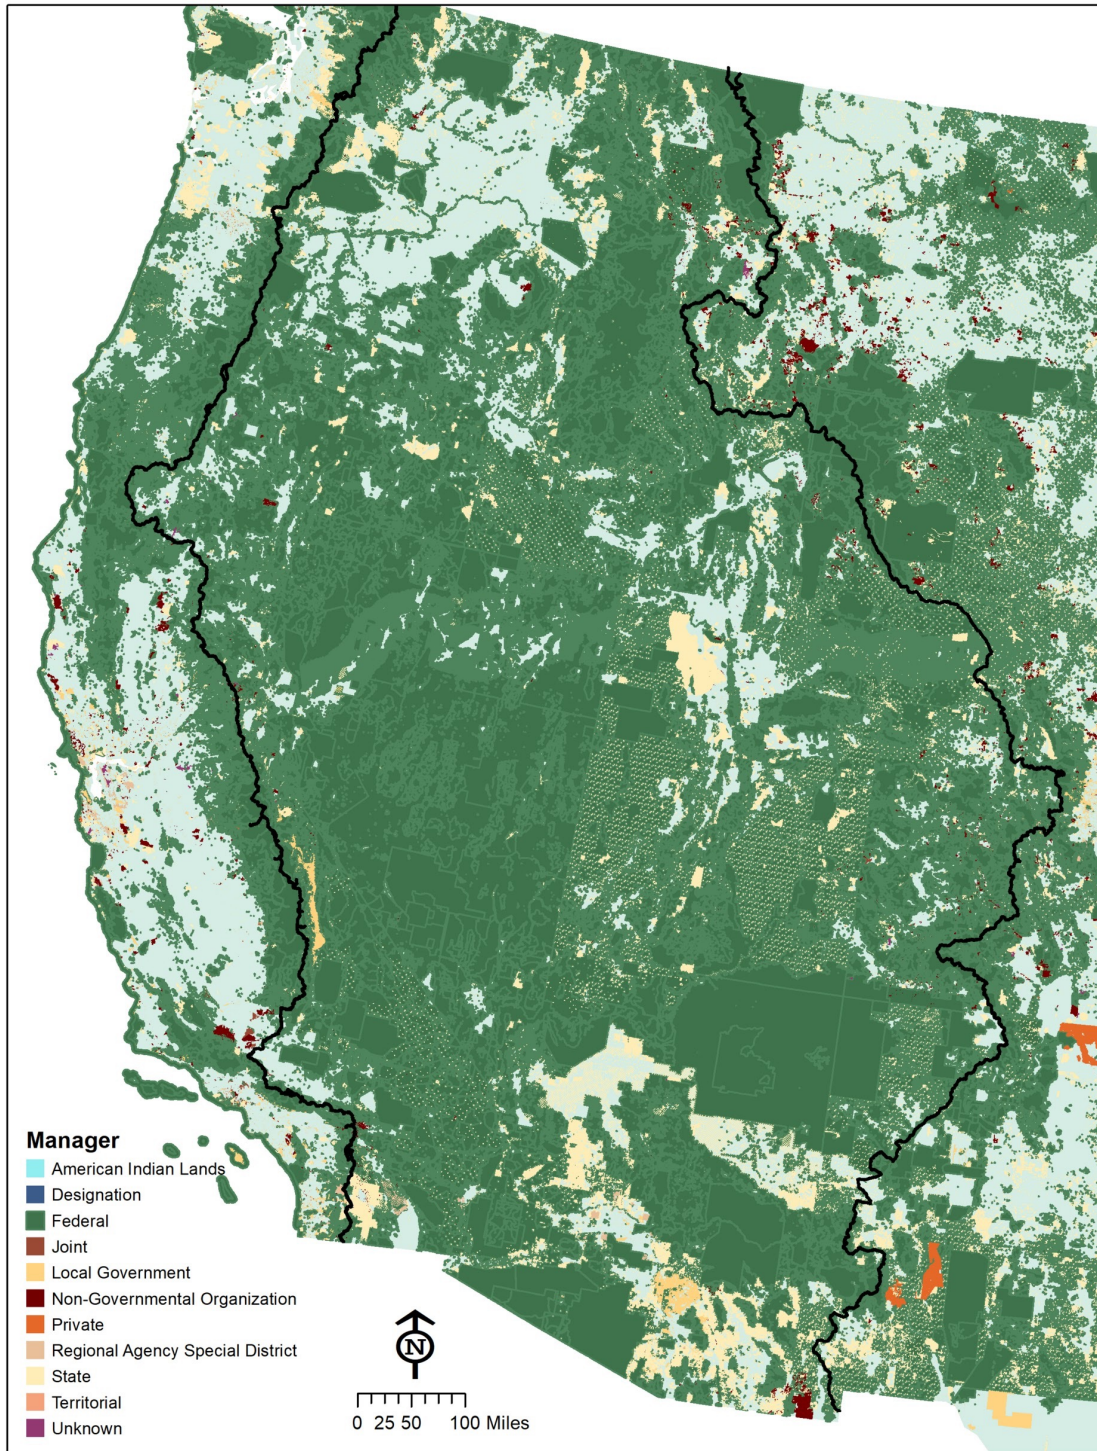 Manager
American Indian Lands
Designation
Federal
Joint
Local Government
Non-Governmental Organization
Private
Regional Agency Special District
State
Territorial
Unknown
N
0 25 50 100 Miles